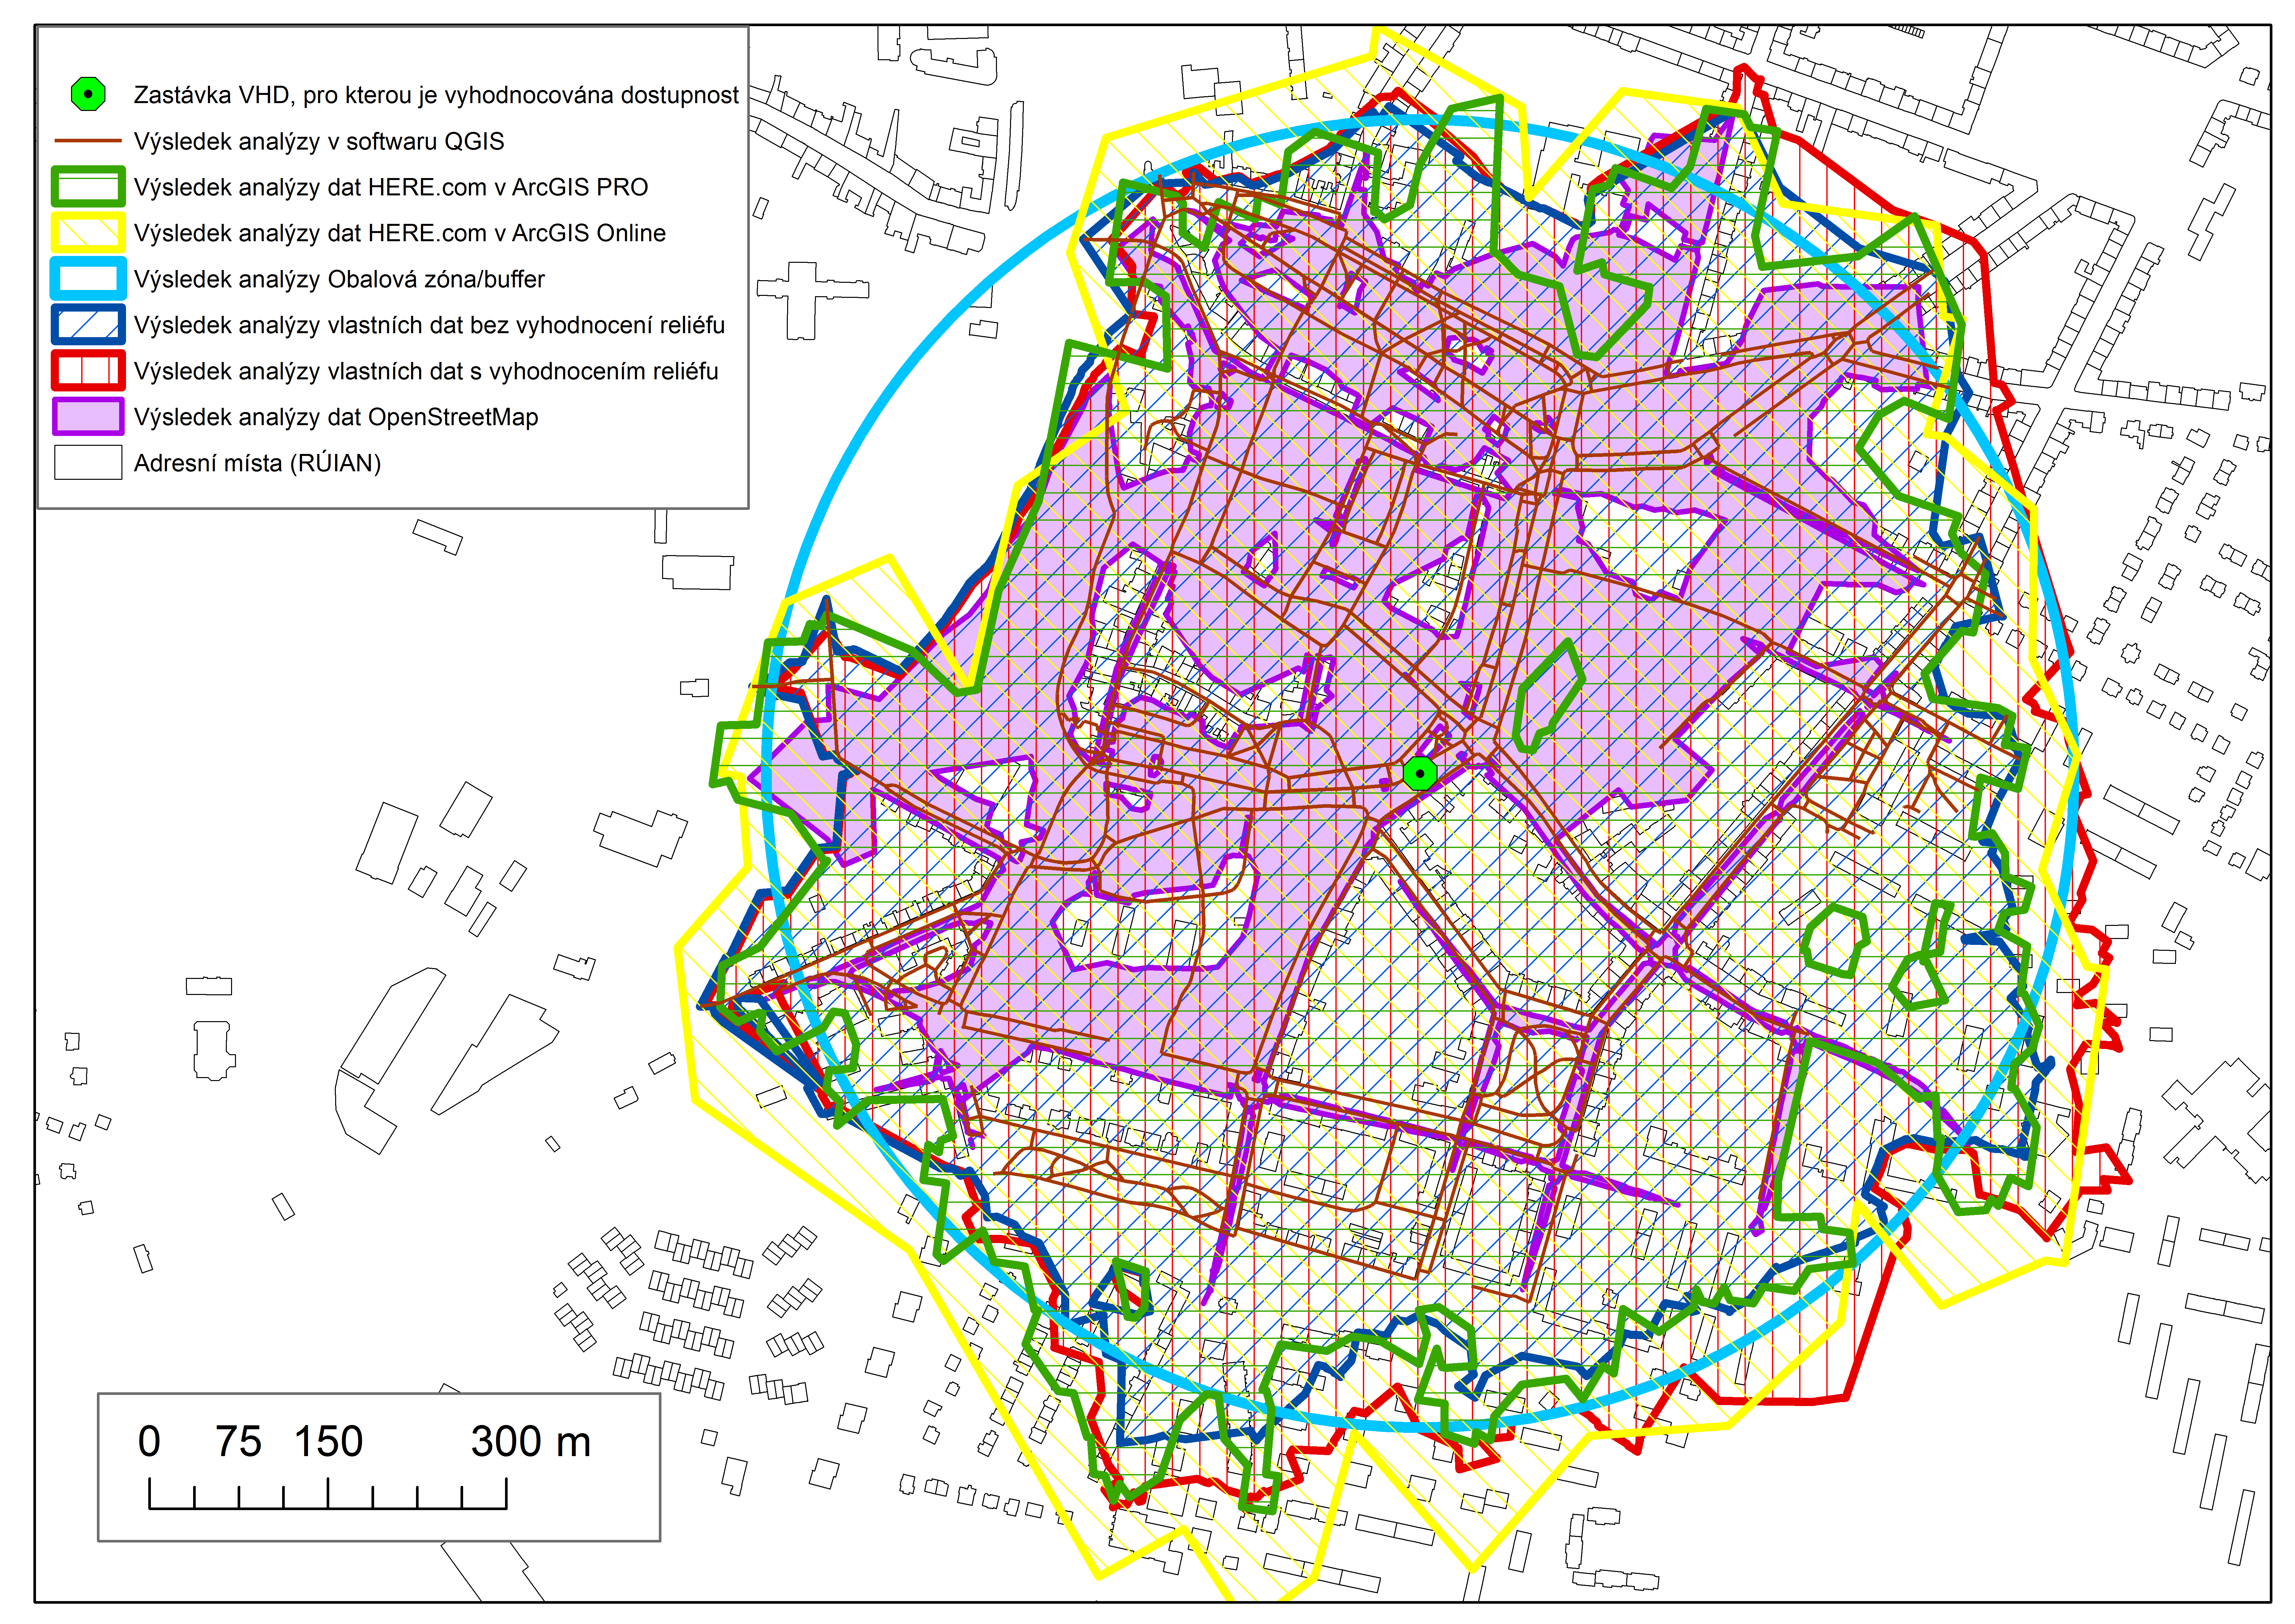 Zastávka VHD, pro kterou je vyhodnocována dostupnost
Výsledek analýzy v softwaru QGIS
Výsledek analýzy dat HERE.com v ArcGIS PRO
Výsledek analýzy dat HERE.com v ArcGIS Online
Výsledek analýzy Obalová zóna/buffer
Výsledek analýzy vlastních dat bez vyhodnocení reliéfu
Výsledek analýzy vlastních dat s vyhodnocením reliéfu
Výsledek analýzy dat OpenStreetMap
Adresní místa (RÚIAN)
0 75 150 300 m